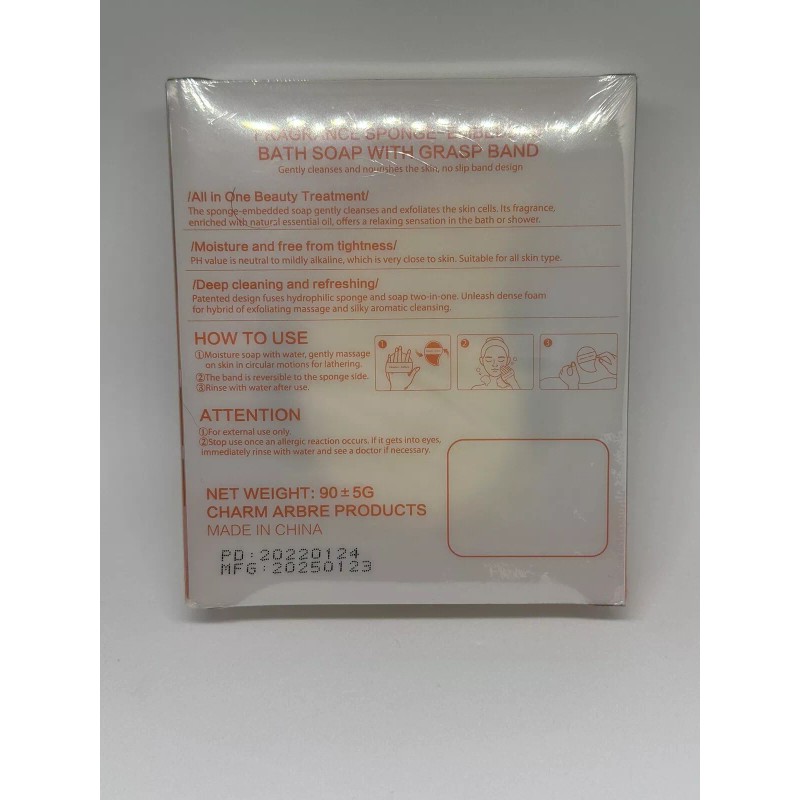 FRAGRANCE SPONGE-EMBEDDED
BATH SOAP WITH GRASP BAND
Gently cleanses and nourishes the skin, no slip band design
/All in One Beauty Treatment/
The sponge-embedded soap gently cleanses and exfoliates the skin cells. Its fragrance,
enriched with natural essential oil, offers a relaxing sensation in the bath or shower.
/Moisture and free from tightness/
PH value is neutral to mildly alkaline, which is very close to skin. Suitable for all skin type.
/Deep cleaning and refreshing/
Patented design fuses hydrophilic sponge and soap two-in-one. Unleash dense foam
for hybrid of exfoliating massage and silky aromatic cleansing.
HOW TO USE
①Moisture soap with water, gently massage
on skin in circular motions for lathering.
②The band is reversible to the sponge side.
③Rinse with water after use.
① ② ③
ATTENTION
①For external use only.
②Stop use once an allergic reaction occurs. If it gets into eyes,
immediately rinse with water and see a doctor if necessary.
NET WEIGHT: 90 ± 5G
CHARM ARBRE PRODUCTS
MADE IN CHINA
PD:20220124
MFG:20250123